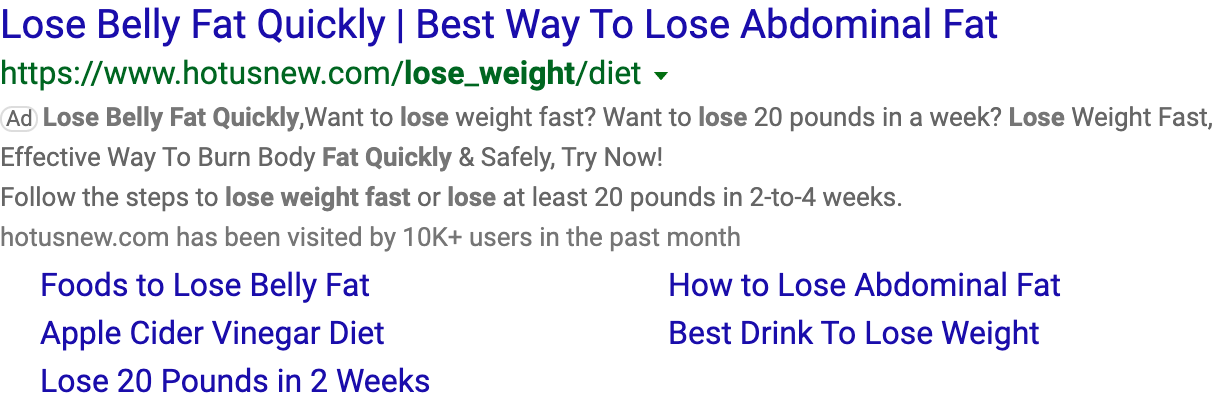 Lose Belly Fat Quickly | Best Way To Lose Abdominal Fat
https://www.hotusnew.com/lose_weight/diet
Ad Lose Belly Fat Quickly,Want to lose weight fast? Want to lose 20 pounds in a week? Lose Weight Fast,
Effective Way To Burn Body Fat Quickly & Safely, Try Now!
Follow the steps to lose weight fast or lose at least 20 pounds in 2-to-4 weeks.
hotusnew.com has been visited by 10K+ users in the past month
Foods to Lose Belly Fat How to Lose Abdominal Fat
Apple Cider Vinegar Diet Best Drink To Lose Weight
Lose 20 Pounds in 2 Weeks